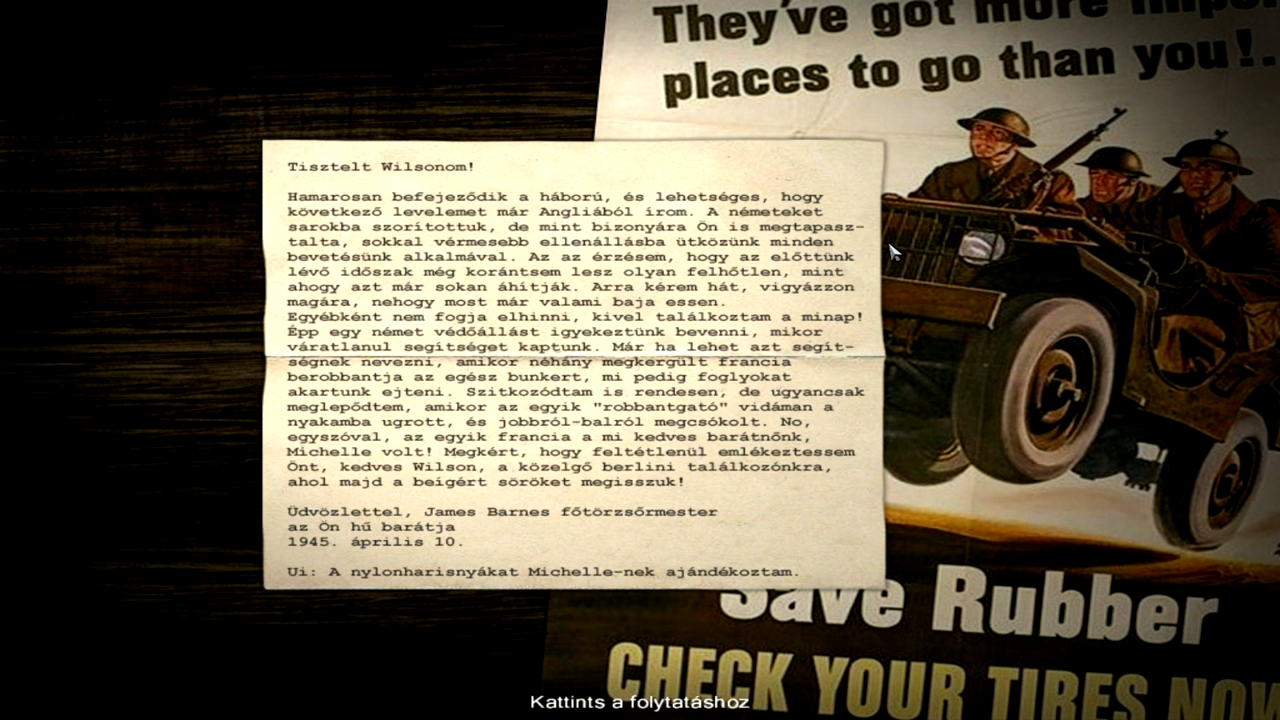 They've got more
places to go than you!..
Tisztelt Wilsonom!
Hamarosan befejeződik a háború, és lehetséges, hogy
következő levelemet már Angliából írom. A németeket
sarokba szorítottuk, de mint bizonyára Ön is megtapasz-
talta, sokkal vérmesebb ellenállásba ütközünk minden
bevetésünk alkalmával. Az az érzésem, hogy az előttünk
lévő időszak még korántsem lesz olyan felhőtlen, mint
ahogy azt már sokan áhítják. Arra kérem hát, vigyázzon
magára, nehogy most már valami baja essen.
Egyébként nem fogja elhinni, kivel találkoztam a minap!
Épp egy német védőállást igyekeztünk bevenni, mikor
váratlanul segítséget kaptunk. Már ha lehet azt segít-
ségnek nevezni, amikor néhány megkergült francia
berobbantja az egész bunkert, mi pedig foglyokat
akartunk ejteni. Szitkozódtam is rendesen, de ugyancsak
meglepődtem, amikor az egyik "robbantgató" vidáman a
nyakamba ugrott, és jobbról-balról megcsókolt. No,
egyszóval, az egyik francia a mi kedves barátnőnk,
Michelle volt! Megkért, hogy feltétlenül emlékeztessem
Önt, kedves Wilson, a közelgő berlini találkozónkra,
ahol majd a beígért söröket megisszuk!
Üdvözlettel, James Barnes főtörzsőrmester
az Ön hű barátja
1945. április 10.
Ui: A nylonharisnyákat Michelle-nek ajándékoztam.
Save Rubber
CHECK YOUR TIRES NOW
Kattints a folytatáshoz